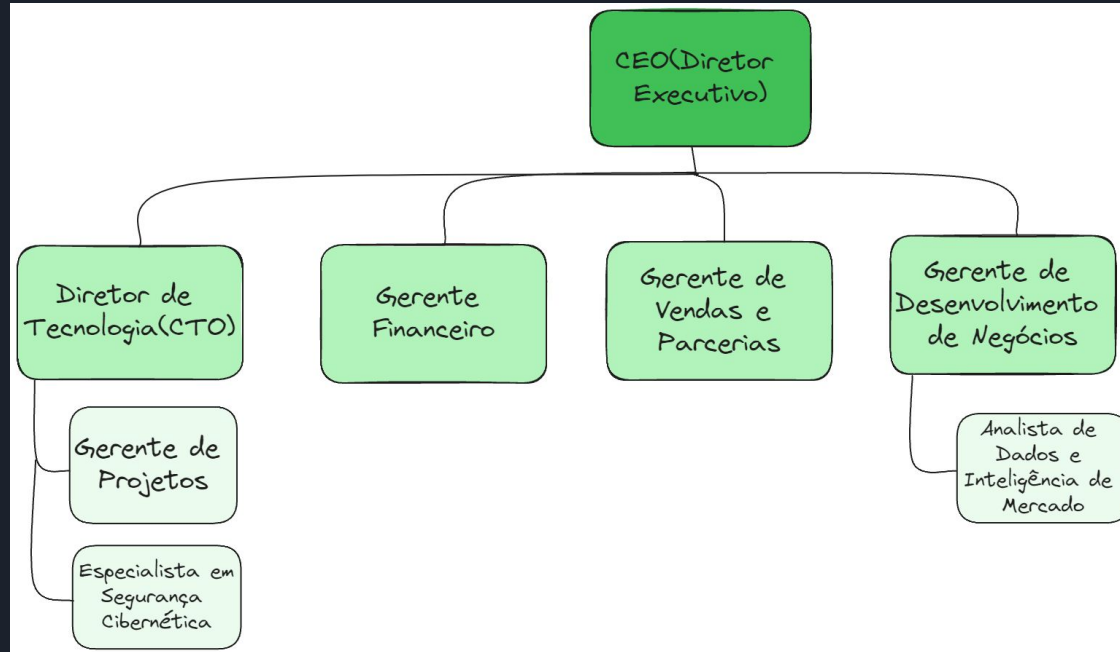 CEO(Diretor
Executivo)
Diretor de
Tecnologia(CTO)
Gerente
Financeiro
Gerente de
Vendas e
Parcerias
Gerente de
Desenvolvimento
de Negócios
Gerente de
Projetos
Especialista em
Segurança
Cibernética
Analista de
Dados e
Inteligência de
Mercado